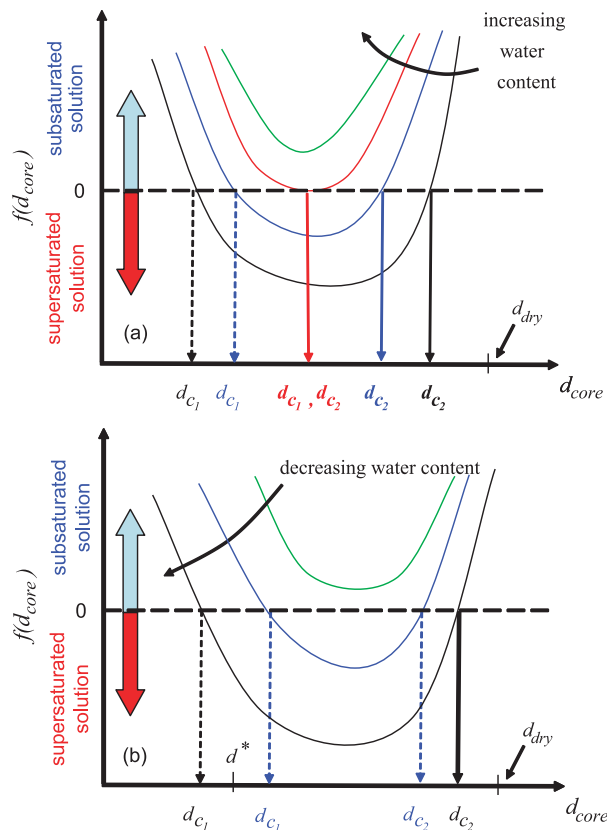 increasing
water
content
subsaturated
solution
0
f(d_core)
supersaturated
solution
(a)
d_dry
d_c1 d_c1 d_c1 , d_c2 d_c2 d_c2 d_core
decreasing water content
subsaturated
solution
0
f(d_core)
supersaturated
solution
(b)
d*
d_dry
d_c1 d_c1 d_c2 d_c2 d_core